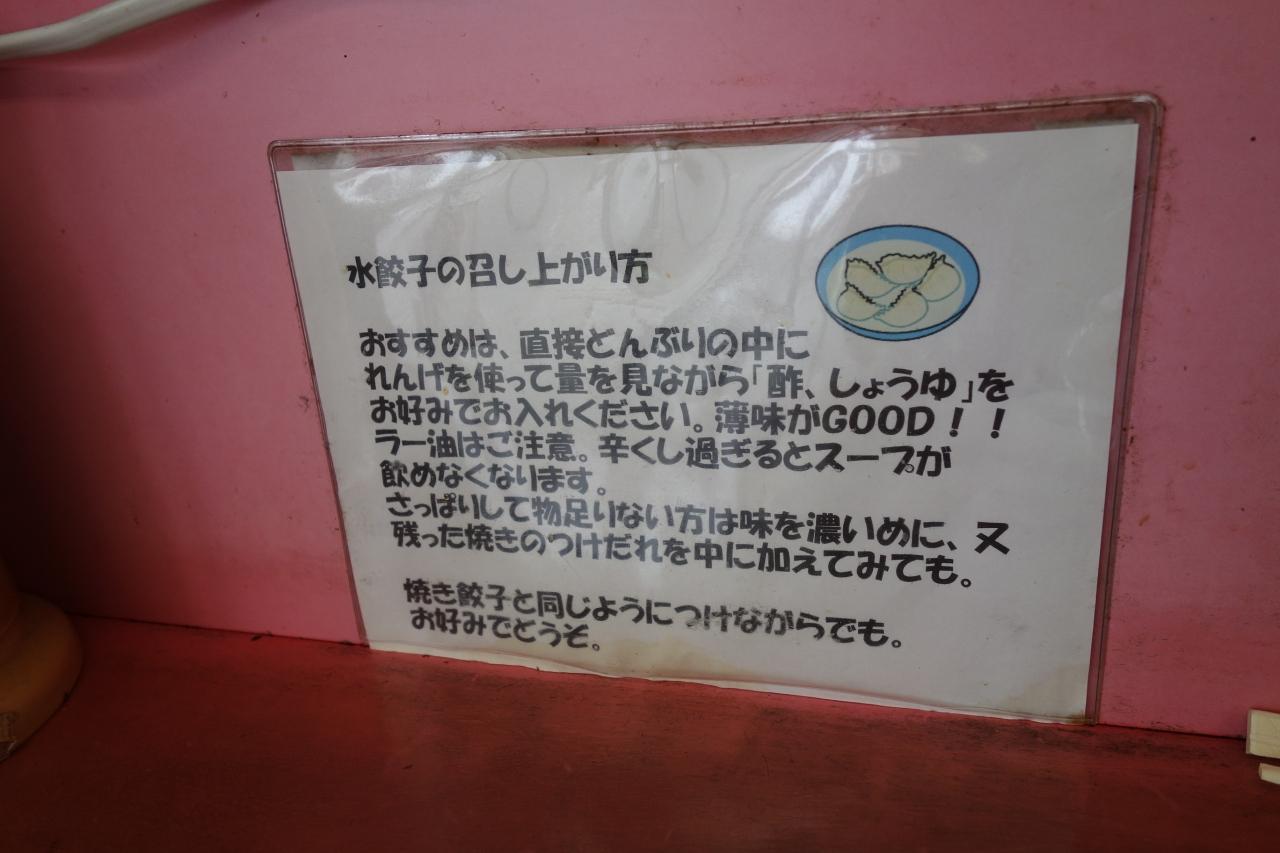 水餃子の召し上がり方
おすすめは、直接どんぶりの中に
れんげを使って量を見ながら「酢、しょうゆ」を
お好みでお入れください。薄味がGOOD！！
ラー油はご注意。辛くし過ぎるとスープが
飲めなくなります。
さっぱりして物足りない方は味を濃いめに、又
残った焼きのつけだれを中に加えてみても。
焼き餃子と同じようにつけながらでも。
お好みでどうぞ。